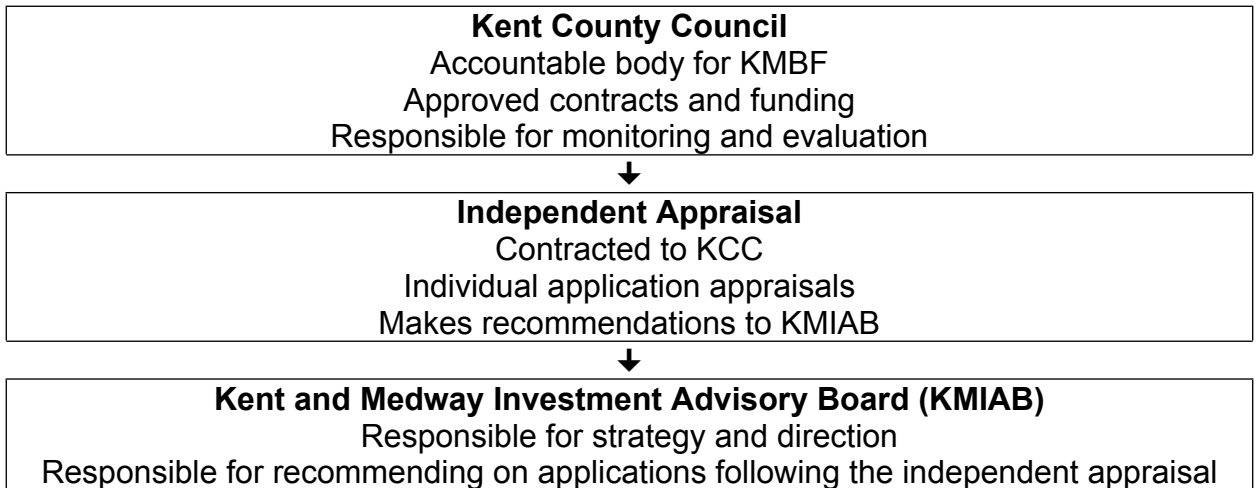 Kent County Council
Accountable body for KMBF
Approved contracts and funding
Responsible for monitoring and evaluation
Independent Appraisal
Contracted to KCC
Individual application appraisals
Makes recommendations to KMIAB
Kent and Medway Investment Advisory Board (KMIAB)
Responsible for strategy and direction
Responsible for recommending on applications following the independent appraisal